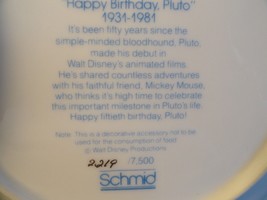 "Happy Birthday, Pluto"
1931-1981
It's been fifty years since the
simple-minded bloodhound, Pluto,
made his debut in
Walt Disney's animated films.
He's shared countless adventures
with his faithful friend, Mickey Mouse,
who thinks it's high time to celebrate
this important milestone in Pluto's life.
Happy fiftieth birthday, Pluto!
Note: This is a decorative accessory not to be
used for the consumption of food.
© Walt Disney Productions
2219 /7,500
Schmid